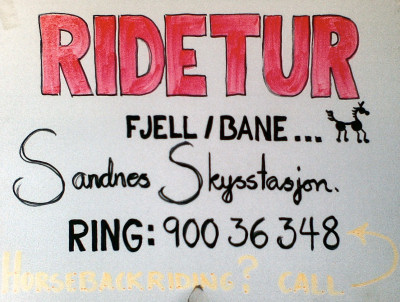 RIDETUR
FJELL / BANE...
Sandnes Skysstasjon.
RING: 900 36 348
HORSEBACKRIDING? CALL